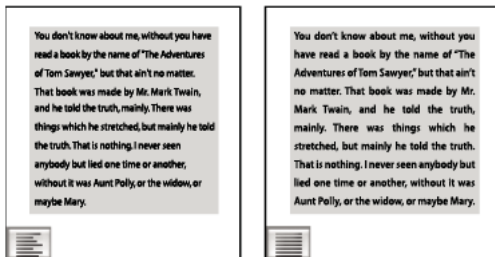 You don't know about me, without you have
read a book by the name of "The Adventures
of Tom Sawyer," but that ain't no matter.
That book was made by Mr. Mark Twain,
and he told the truth, mainly. There was
things which he stretched, but mainly he told
the truth. That is nothing. I never seen
anybody but lied one time or another,
without it was Aunt Polly, or the widow, or
maybe Mary.
You don't know about me, without you
have read a book by the name of "The
Adventures of Tom Sawyer," but that ain't
no matter. That book was made by Mr.
Mark Twain, and he told the truth,
mainly. There was things which he
stretched, but mainly he told the truth.
That is nothing. I never seen anybody but
lied one time or another, without it was
Aunt Polly, or the widow, or maybe Mary.